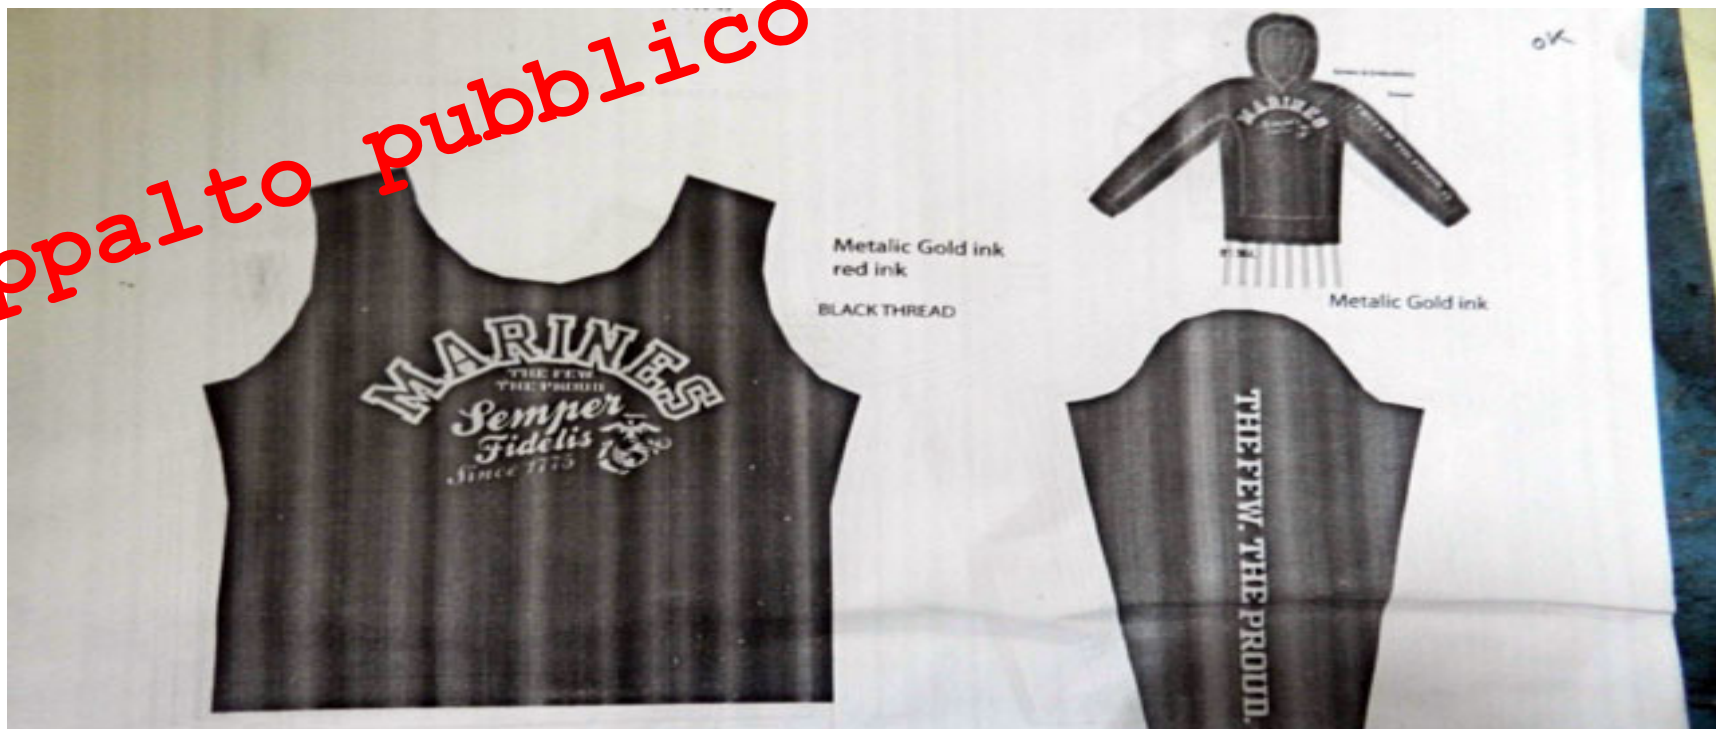 ppalto pubblico
OK
MARINES
Metalic Gold ink
red ink
BLACK THREAD
Metalic Gold ink
MARINES
THE FEW.
THE PROUD
Semper
Fidelis
Since 1775
THE FEW. THE PROUD.